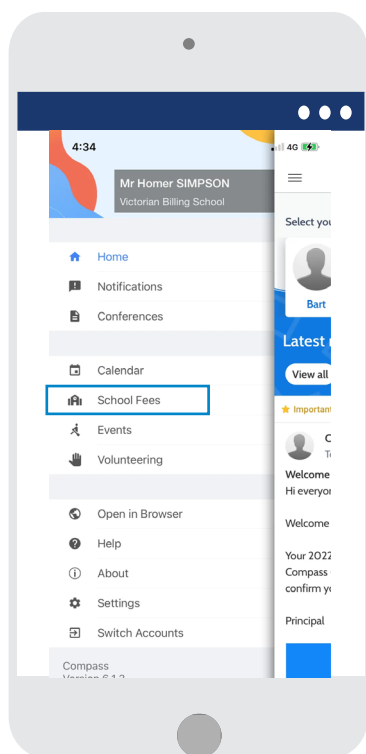 4:34
4G
Mr Homer SIMPSON
Victorian Billing School
Select you
Home
Notifications
Bart
Conferences
Latest
Calendar
View all
School Fees
Important
Events
Volunteering
Welcome
Hi everyon
Open in Browser
Welcome
Help
Your 2022
About
Compass
Settings
confirm yo
Switch Accounts
Principal
Compass